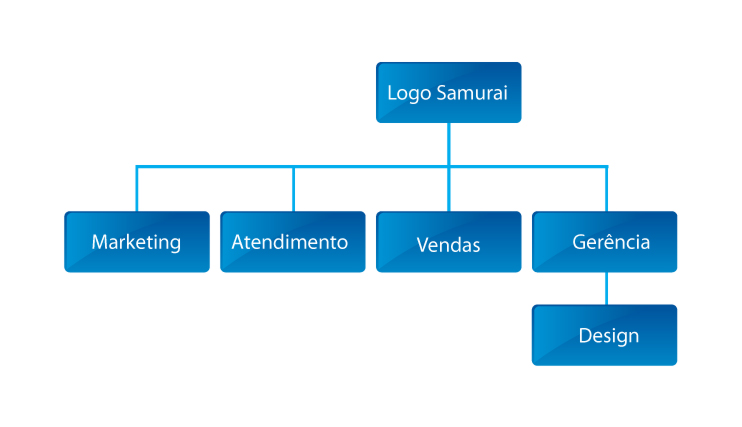 Logo Samurai
Marketing
Atendimento
Vendas
Gerência
Design